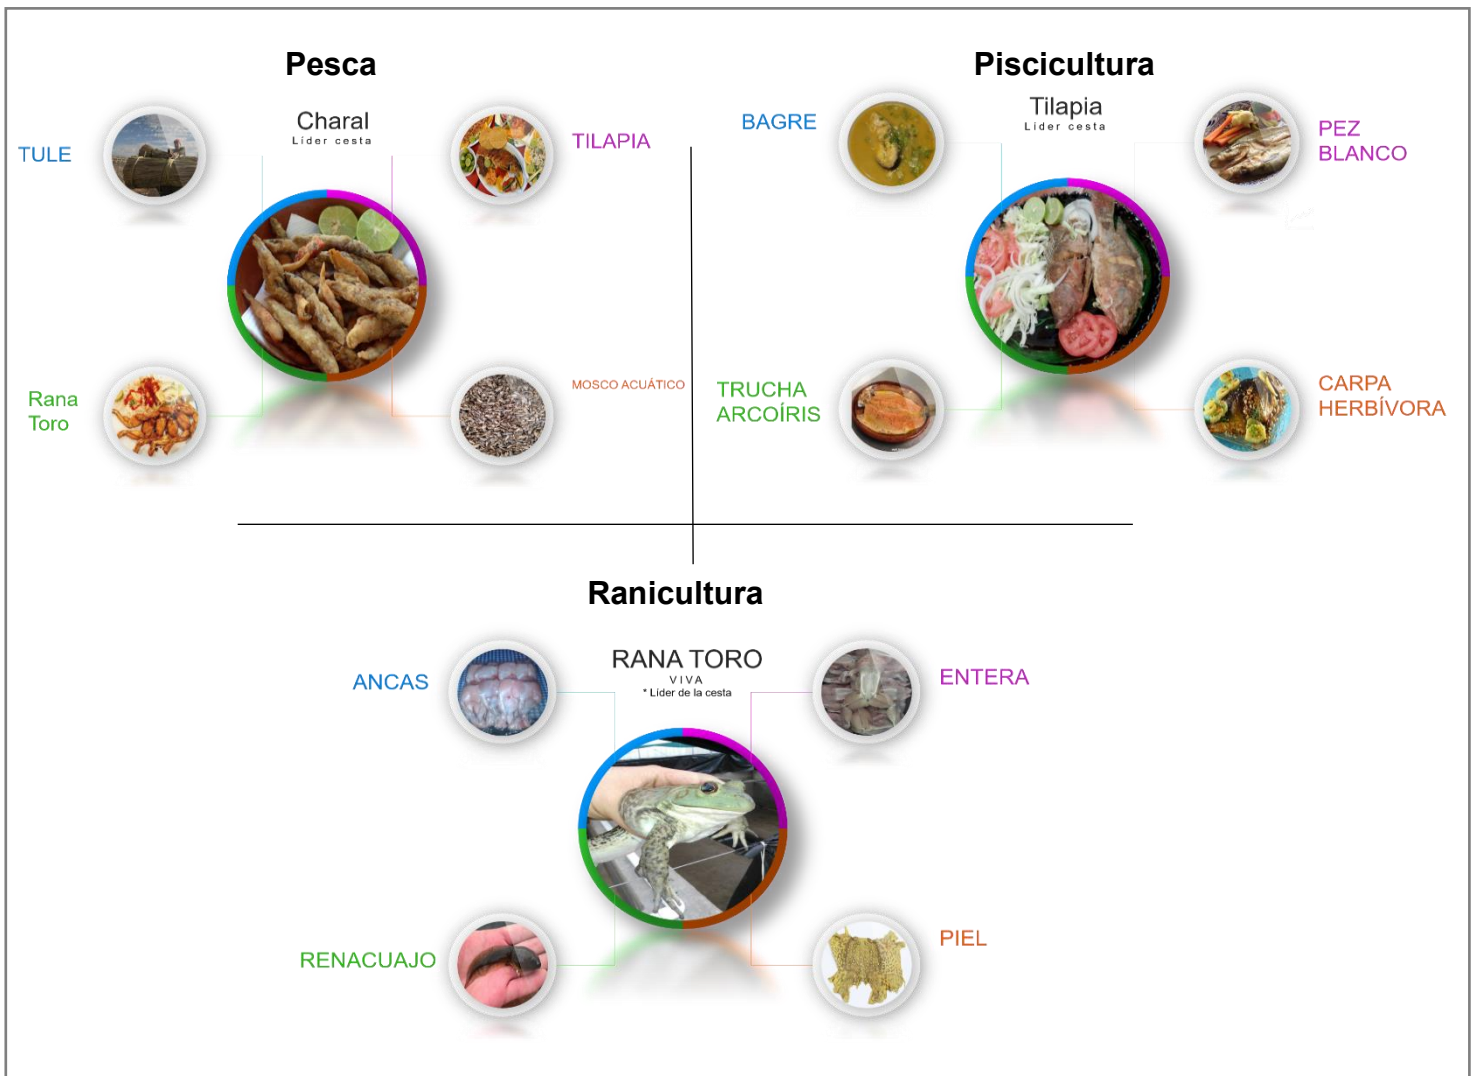 Pesca
Charal
Líder cesta
TULE
TILAPIA
Rana
Toro
MOSCO ACUÁTICO
Piscicultura
Tilapia
Líder cesta
BAGRE
PEZ
BLANCO
TRUCHA
ARCOÍRIS
CARPA
HERBÍVORA
Ranicultura
RANA TORO
VIVA
* Líder de la cesta
ANCAS
ENTERA
RENACUAJO
PIEL